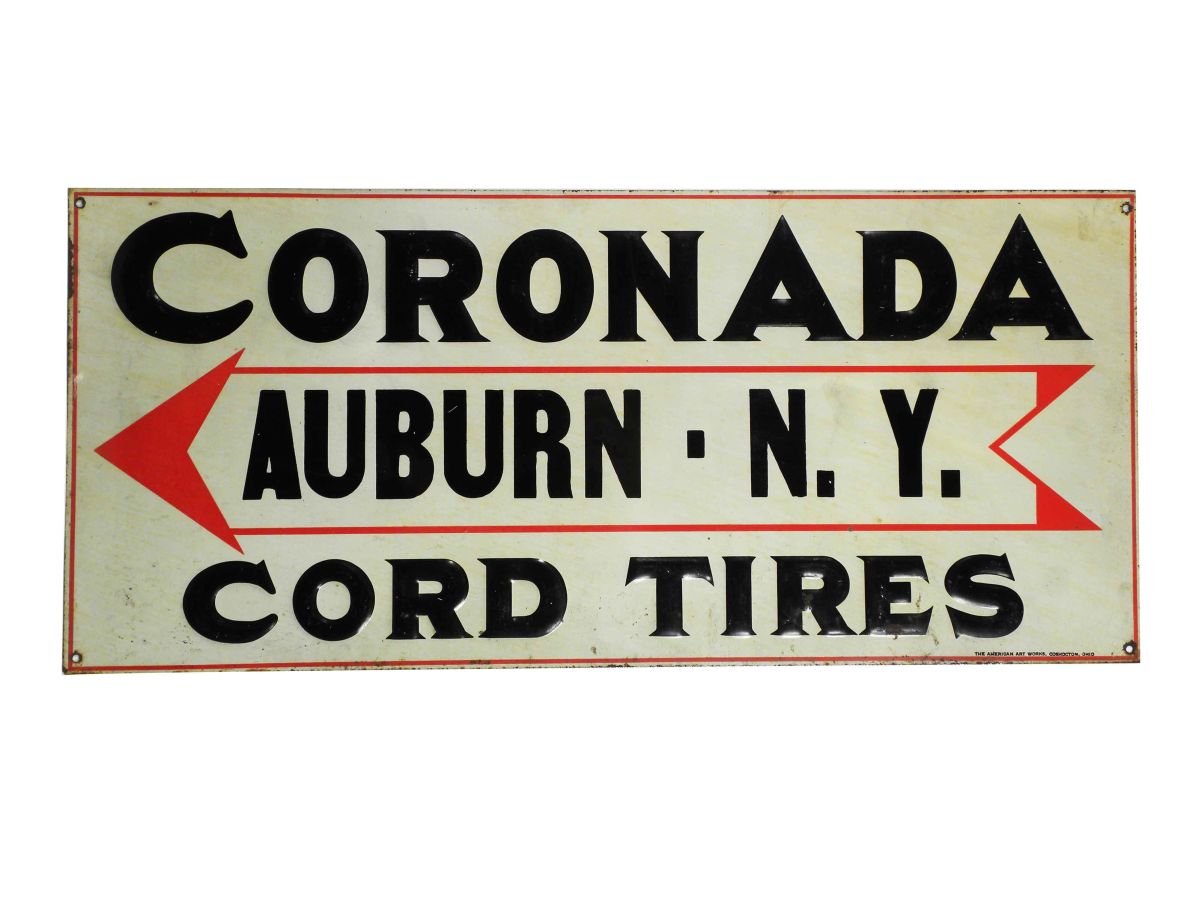 CORONADA
AUBURN · N. Y.
CORD TIRES
THE AMERICAN ART WORKS, COSHOCTON, OHIO